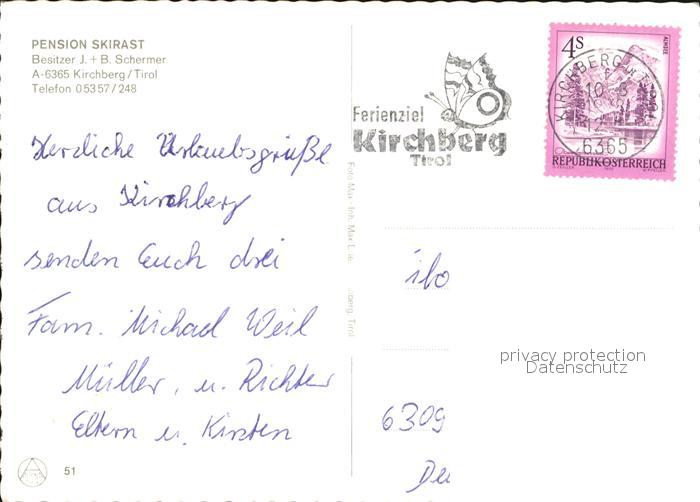 PENSION SKIRAST
Besitzer J. + B. Schermer
A-6365 Kirchberg/Tirol
Telefon 05357/248
Herzliche Urlaubsgrüße
aus Kirchberg
senden Euch drei
Fam. Michael Weil
Müller, u. Richter
Eltern u. Kirsten
51
Ferienziel
Kirchberg
Tirol
4S
ALMSEE
REPUBLIK ÖSTERREICH
KIRCHBERG
6365
privacy protection
Datenschutz
6309